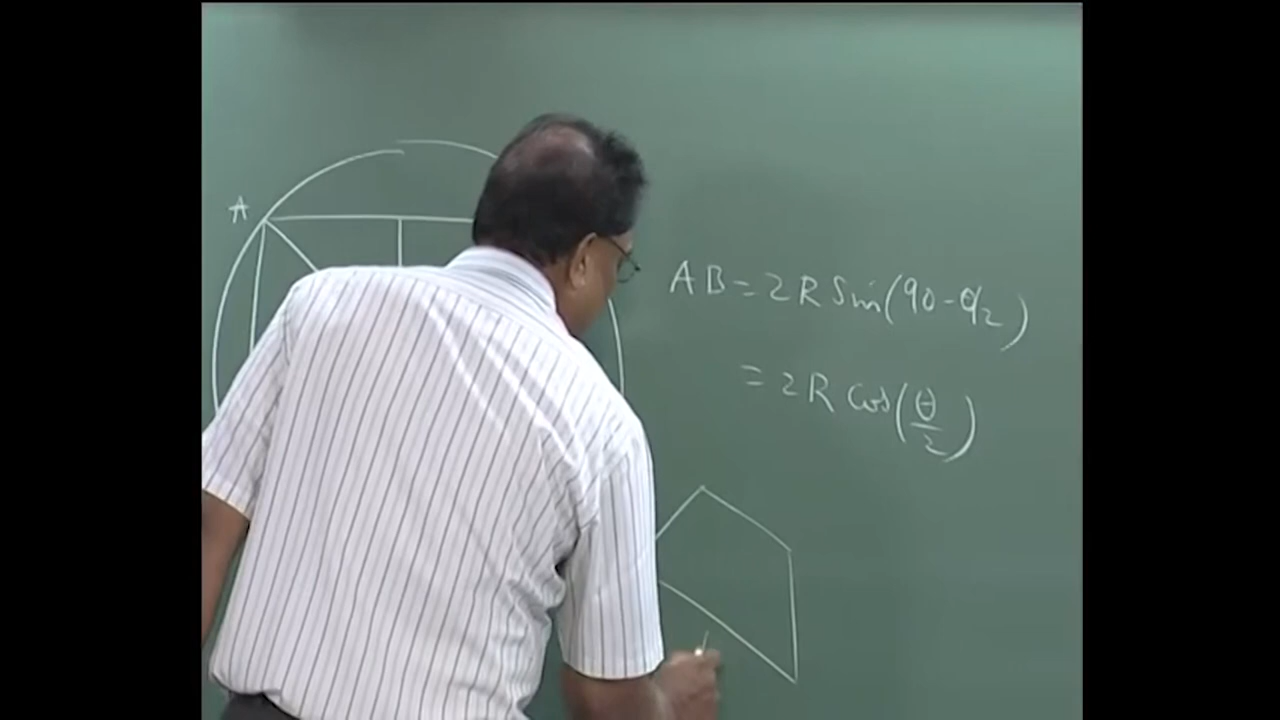 A
AB = 2R Sin(90 - θ/2)
= 2R Cos(θ/2)